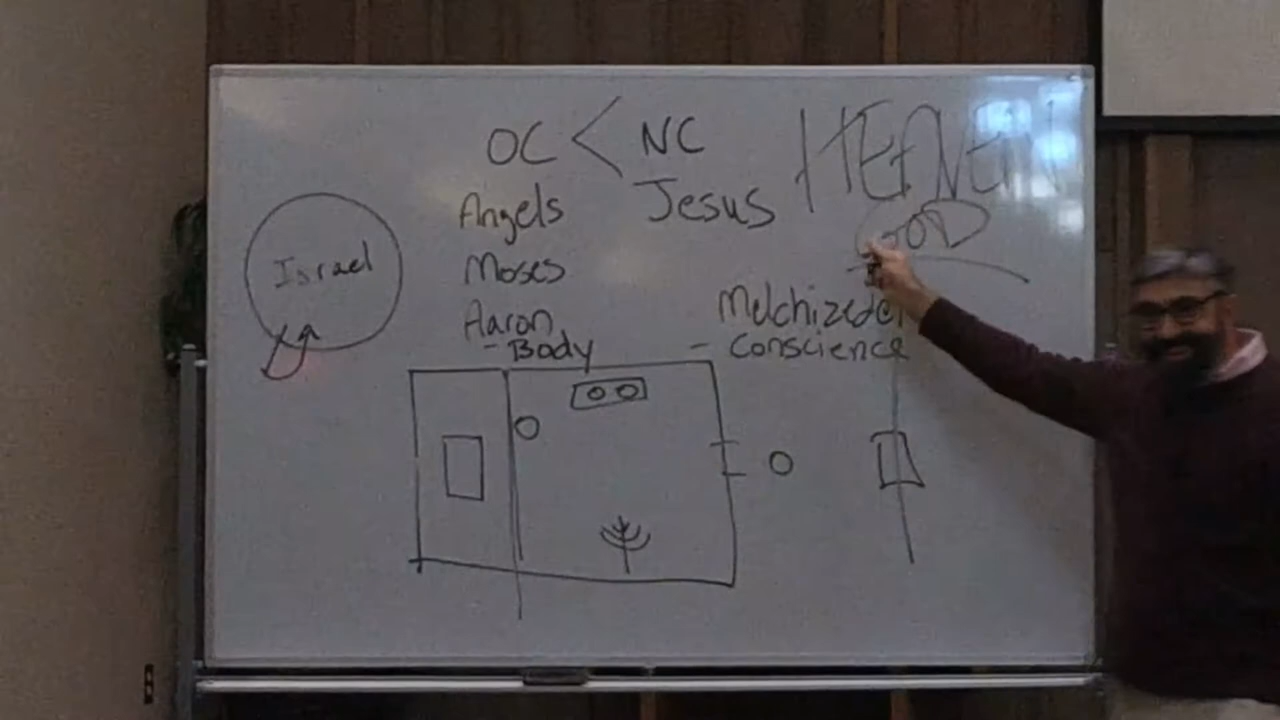 OC < NC
HEAVEN
Angels
Jesus
GOD
Israel
Moses
Aaron
Melchizedek
- Body
- Conscience